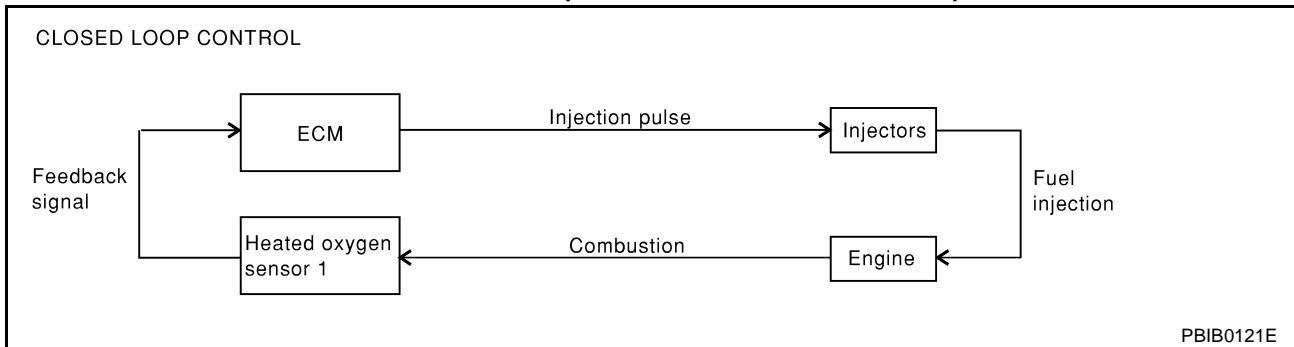 CLOSED LOOP CONTROL
ECM
Injection pulse
Injectors
Feedback
signal
Fuel
injection
Heated oxygen
sensor 1
Combustion
Engine
PBIB0121E